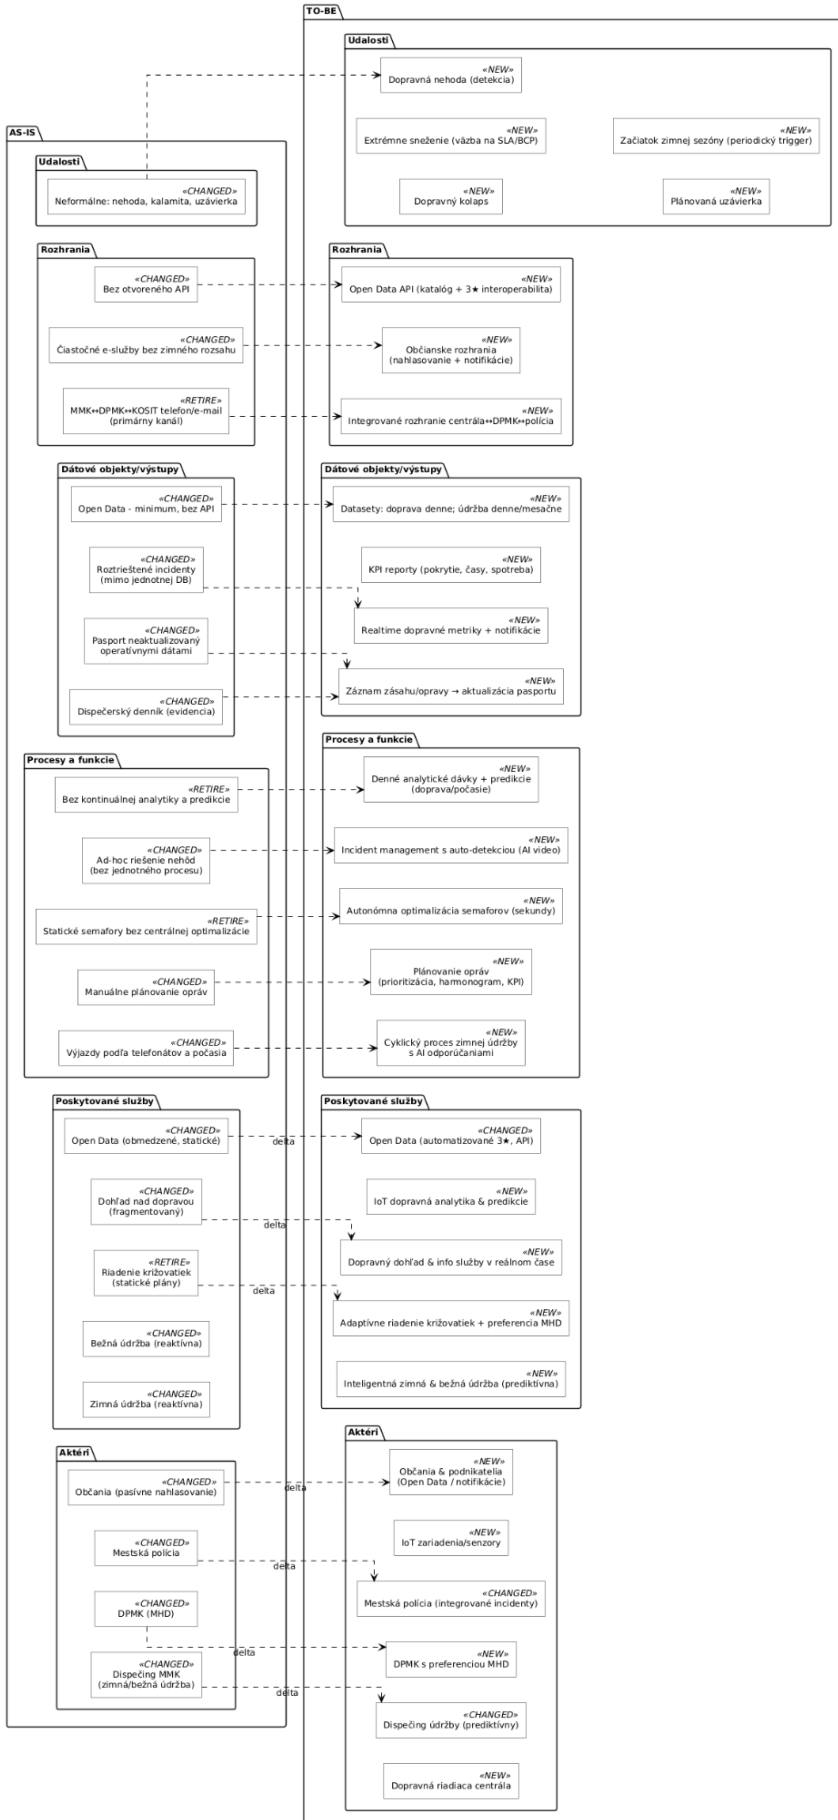 AS-IS
Udalosti
«CHANGED»
Neformálne: nehoda, kalamita, uzávierka
Rozhrania
«CHANGED»
Bez otvoreného API
«CHANGED»
Čiastočné e-služby bez zimného rozsahu
«RETIRE»
MMK↔DPMK↔KOSIT telefon/e-mail
(primárny kanál)
Dátové objekty/výstupy
«CHANGED»
Open Data - minimum, bez API
«CHANGED»
Roztrieštené incidenty
(mimo jednotnej DB)
«CHANGED»
Pasport neaktualizovaný
operatívnymi dátami
«CHANGED»
Dispečerský denník (evidencia)
Procesy a funkcie
«RETIRE»
Bez kontinuálnej analytiky a predikcie
«CHANGED»
Ad-hoc riešenie nehôd
(bez jednotného procesu)
«RETIRE»
Statické semafory bez centrálnej optimalizácie
«CHANGED»
Manuálne plánovanie opráv
«CHANGED»
Výjazdy podľa telefonátov a počasia
Poskytované služby
«CHANGED»
Open Data (obmedzené, statické)
«CHANGED»
Dohľad nad dopravou
(fragmentovaný)
«RETIRE»
Riadenie križovatiek
(statické plány)
«CHANGED»
Bežná údržba (reaktívna)
«CHANGED»
Zimná údržba (reaktívna)
Aktéri
«CHANGED»
Občania (pasívne nahlasovanie)
«CHANGED»
Mestská polícia
«CHANGED»
DPMK (MHD)
«CHANGED»
Dispečing MMK
(zimná/bežná údržba)
delta
delta
delta
delta
delta
delta
delta
TO-BE
Udalosti
«NEW»
Dopravná nehoda (detekcia)
«NEW»
Extrémne sneženie (väzba na SLA/BCP)
«NEW»
Začiatok zimnej sezóny (periodický trigger)
«NEW»
Dopravný kolaps
«NEW»
Plánovaná uzávierka
Rozhrania
«NEW»
Open Data API (katalóg + 3★ interoperabilita)
«NEW»
Občianske rozhrania
(nahlasovanie + notifikácie)
«NEW»
Integrované rozhranie centrála↔DPMK↔polícia
Dátové objekty/výstupy
«NEW»
Datasety: doprava denne; údržba denne/mesačne
«NEW»
KPI reporty (pokrytie, časy, spotreba)
«NEW»
Realtime dopravné metriky + notifikácie
«NEW»
Záznam zásahu/opravy → aktualizácia pasportu
Procesy a funkcie
«NEW»
Denné analytické dávky + predikcie
(doprava/počasie)
«NEW»
Incident management s auto-detekciou (AI video)
«NEW»
Autonómna optimalizácia semaforov (sekundy)
«NEW»
Plánovanie opráv
(prioritizácia, harmonogram, KPI)
«NEW»
Cyklický proces zimnej údržby
s AI odporúčaniami
Poskytované služby
«CHANGED»
Open Data (automatizované 3★, API)
«NEW»
IoT dopravná analytika & predikcie
«NEW»
Dopravný dohľad & info služby v reálnom čase
«NEW»
Adaptívne riadenie križovatiek + preferencia MHD
«NEW»
Inteligentná zimná & bežná údržba (prediktívna)
Aktéri
«NEW»
Občania & podnikatelia
(Open Data / notifikácie)
«NEW»
IoT zariadenia/senzory
«CHANGED»
Mestská polícia (integrované incidenty)
«NEW»
DPMK s preferenciou MHD
«CHANGED»
Dispečing údržby (prediktívny)
«NEW»
Dopravná riadiaca centrála